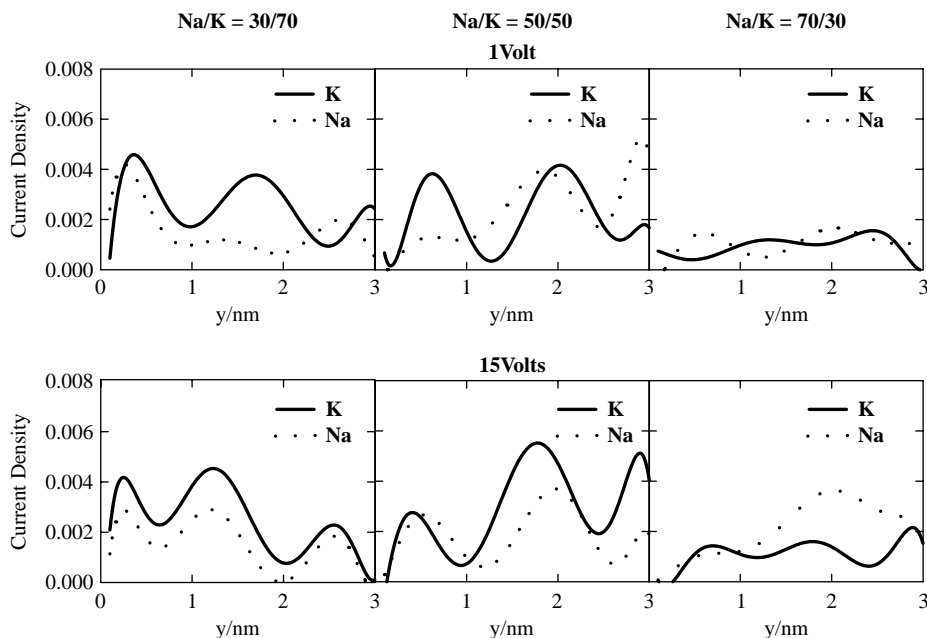 Na/K = 30/70 Na/K = 50/50 Na/K = 70/30
1Volt
0.008
0.006
0.004
0.002
0.000
Current Density
K
Na
K
Na
K
Na
0 1 2 3 1 2 3 1 2 3
y/nm y/nm y/nm
15Volts
0.008
0.006
0.004
0.002
0.000
Current Density
K
Na
K
Na
K
Na
0 1 2 3 1 2 3 1 2 3
y/nm y/nm y/nm